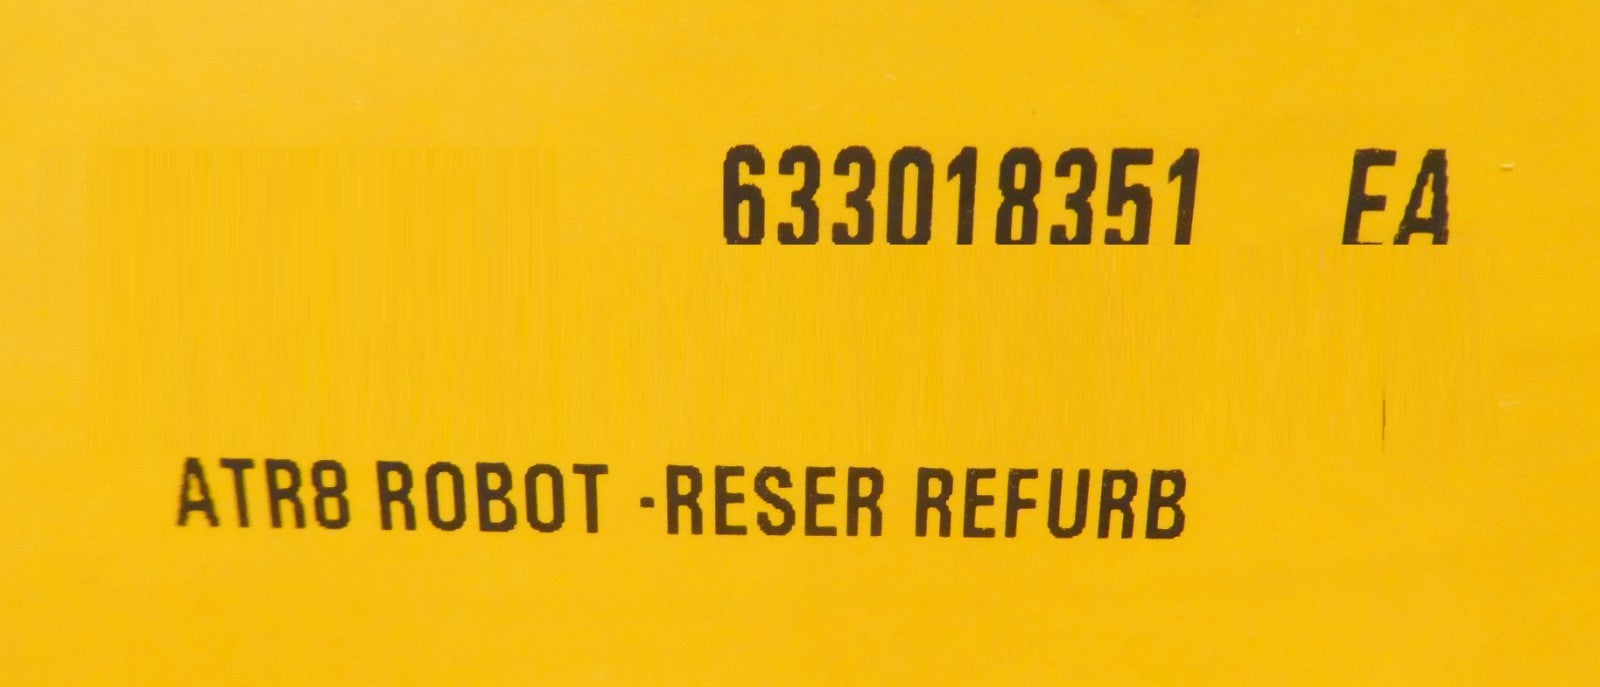 633018351 EA
ATR8 ROBOT -RESER REFURB